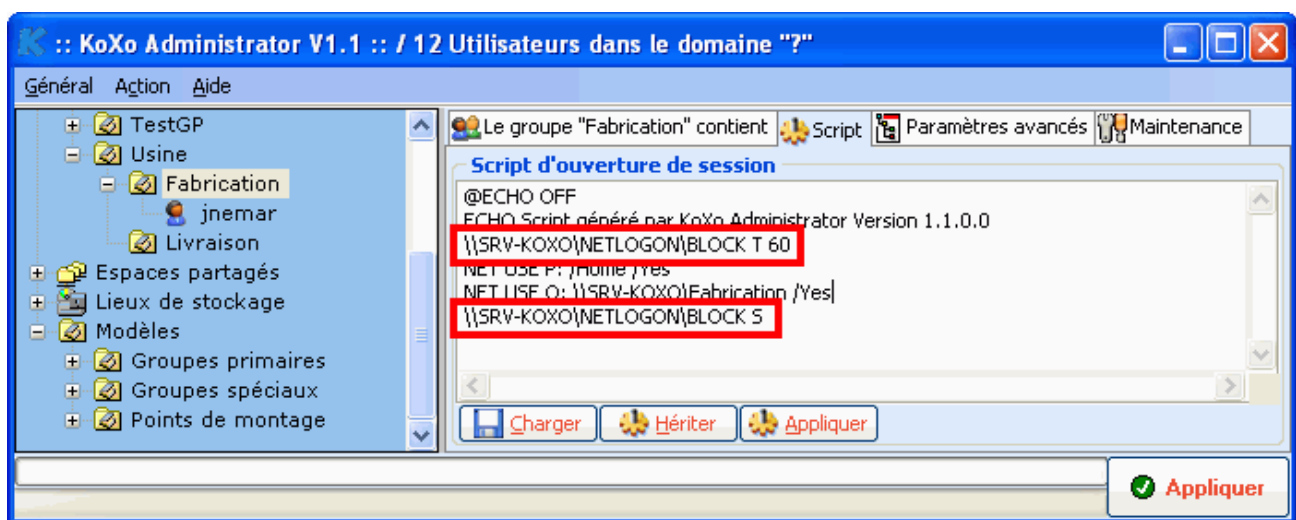 :: KoXo Administrator V1.1 :: / 12 Utilisateurs dans le domaine "?"
Général Action Aide
TestGP
Usine
Fabrication
jnemar
Livraison
Espaces partagés
Lieux de stockage
Modèles
Groupes primaires
Groupes spéciaux
Points de montage
Le groupe "Fabrication" contient Script Paramètres avancés Maintenance
Script d'ouverture de session
@ECHO OFF
ECHO Script généré par KoXo Administrator Version 1.1.0.0
\\SRV-KOXO\NETLOGON\BLOCK T 60
NET USE P: /Home /Yes
NET USE Q: \\SRV-KOXO\Fabrication /Yes
\\SRV-KOXO\NETLOGON\BLOCK S
Charger Hériter Appliquer
Appliquer